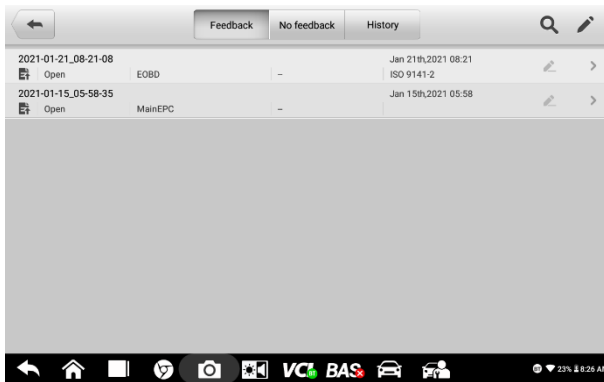 Feedback No feedback History
2021-01-21_08-21-08 Jan 21th,2021 08:21
Open EOBD – ISO 9141-2
2021-01-15_05-58-35 Jan 15th,2021 05:58
Open MainEPC –
VCI BAS 23% 8:26 AM